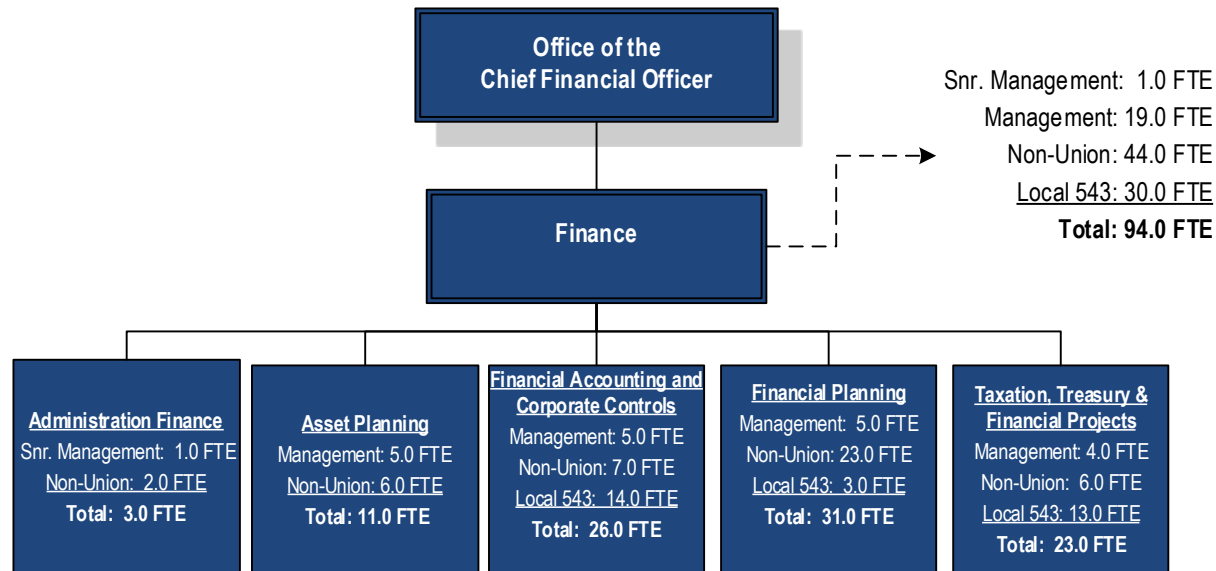 Office of the
Chief Financial Officer
Snr. Management: 1.0 FTE
Management: 19.0 FTE
Non-Union: 44.0 FTE
Local 543: 30.0 FTE
Total: 94.0 FTE
Finance
Administration Finance
Snr. Management: 1.0 FTE
Non-Union: 2.0 FTE
Total: 3.0 FTE
Asset Planning
Management: 5.0 FTE
Non-Union: 6.0 FTE
Total: 11.0 FTE
Financial Accounting and
Corporate Controls
Management: 5.0 FTE
Non-Union: 7.0 FTE
Local 543: 14.0 FTE
Total: 26.0 FTE
Financial Planning
Management: 5.0 FTE
Non-Union: 23.0 FTE
Local 543: 3.0 FTE
Total: 31.0 FTE
Taxation, Treasury &
Financial Projects
Management: 4.0 FTE
Non-Union: 6.0 FTE
Local 543: 13.0 FTE
Total: 23.0 FTE